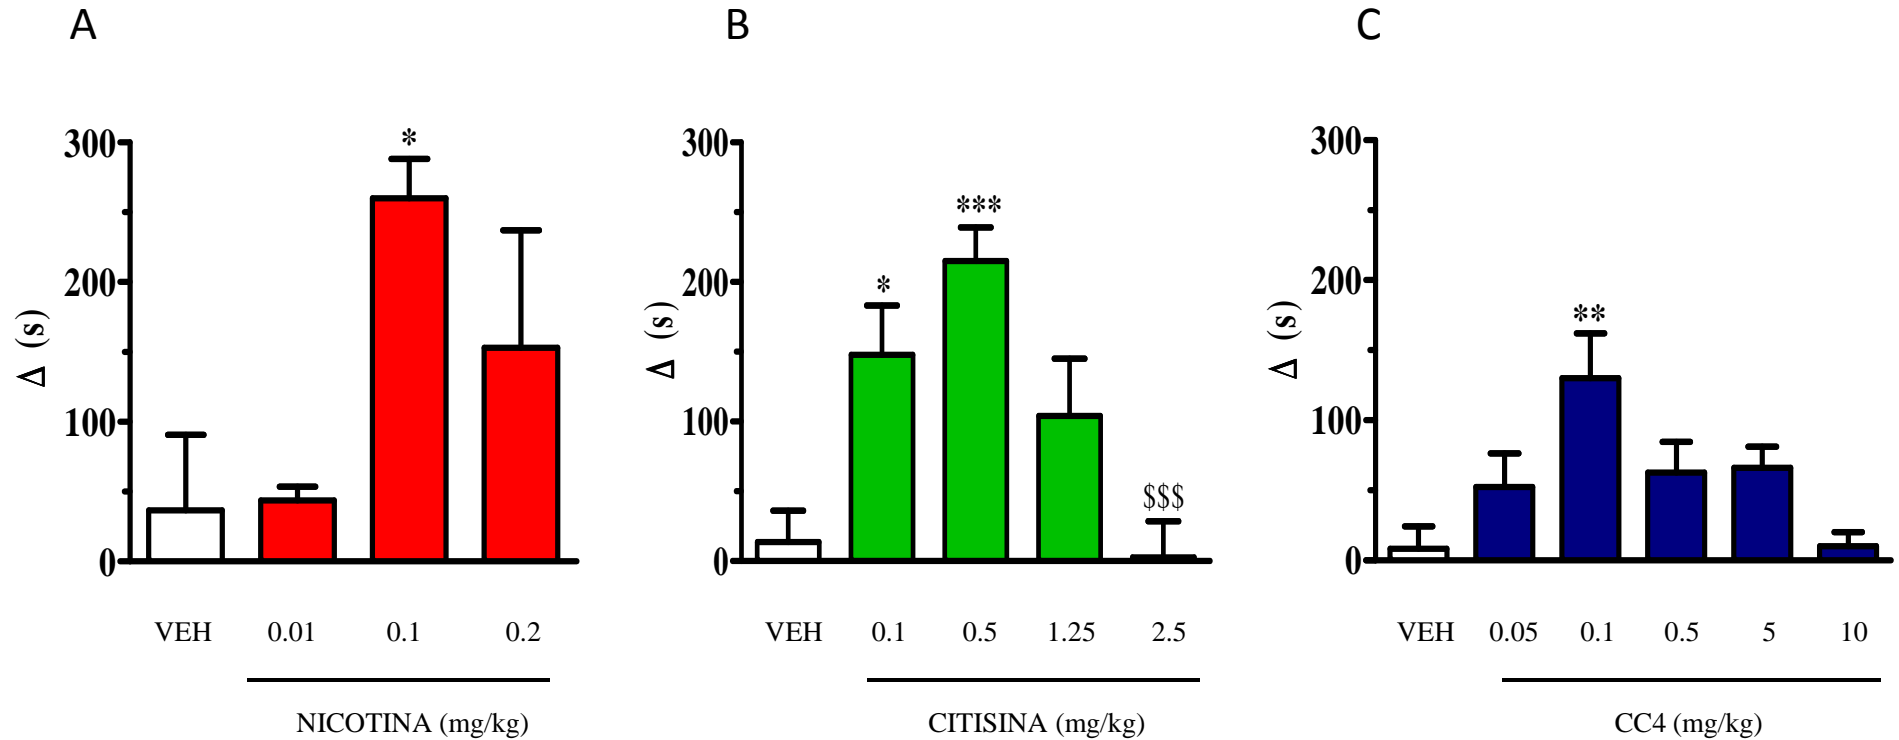 A
300
200
100
0
Δ (s)
*
VEH 0.01 0.1 0.2
NICOTINA (mg/kg)
B
300
200
100
0
Δ (s)
*
***
$$$
VEH 0.1 0.5 1.25 2.5
CITISINA (mg/kg)
C
300
200
100
0
Δ (s)
**
VEH 0.05 0.1 0.5 5 10
CC4 (mg/kg)